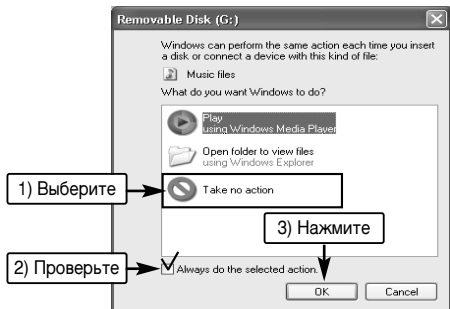 Removable Disk (G:)
Windows can perform the same action each time you insert
a disk or connect a device with this kind of file:
Music files
What do you want Windows to do?
Play
using Windows Media Player
Open folder to view files
using Windows Explorer
1) Выберите
Take no action
3) Нажмите
2) Проверьте
Always do the selected action.
OK
Cancel